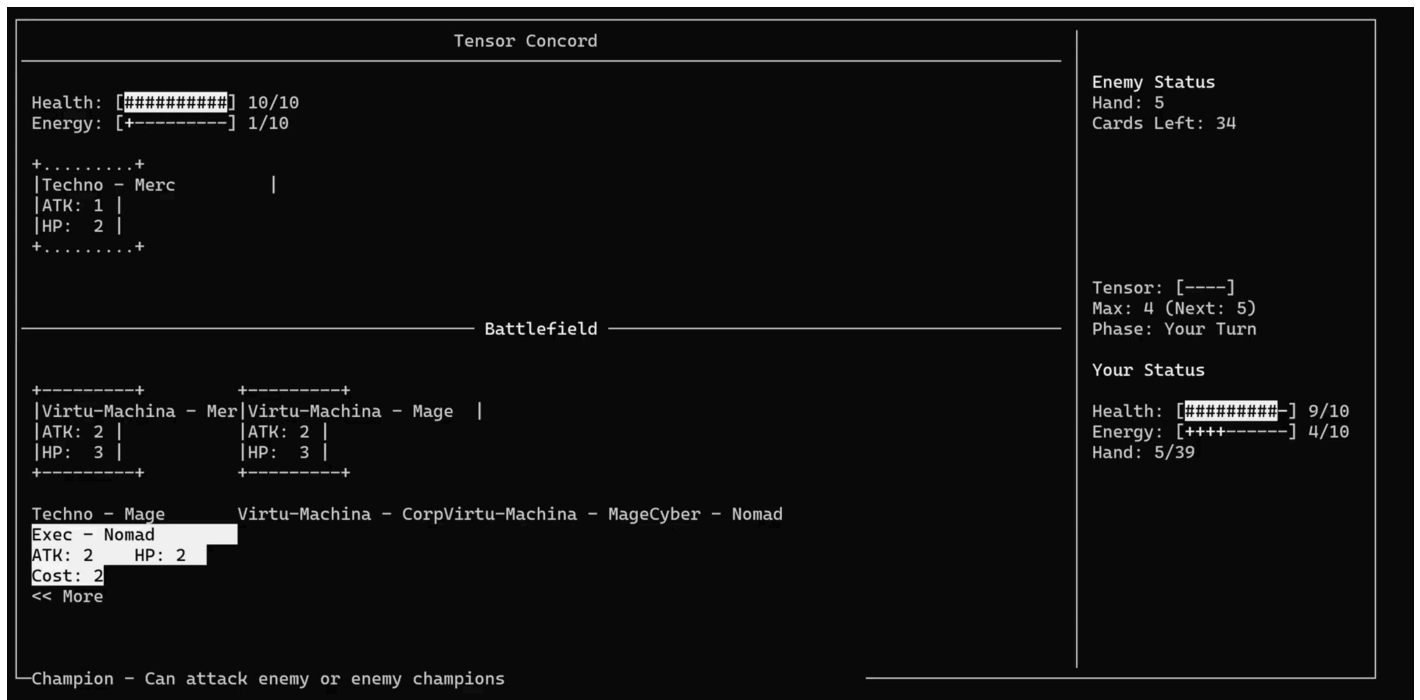 Tensor Concord
Health: [##########] 10/10
Energy: [+---------] 1/10
+.........+
|Techno - Merc |
|ATK: 1 |
|HP: 2 |
+.........+
Battlefield
+---------+ +---------+
|Virtu-Machina - Mer|Virtu-Machina - Mage |
|ATK: 2 | |ATK: 2 |
|HP: 3 | |HP: 3 |
+---------+ +---------+
Techno - Mage Virtu-Machina - CorpVirtu-Machina - MageCyber - Nomad
Exec - Nomad
ATK: 2 HP: 2
Cost: 2
<< More
Champion - Can attack enemy or enemy champions
Enemy Status
Hand: 5
Cards Left: 34
Tensor: [----]
Max: 4 (Next: 5)
Phase: Your Turn
Your Status
Health: [#########-] 9/10
Energy: [++++------] 4/10
Hand: 5/39